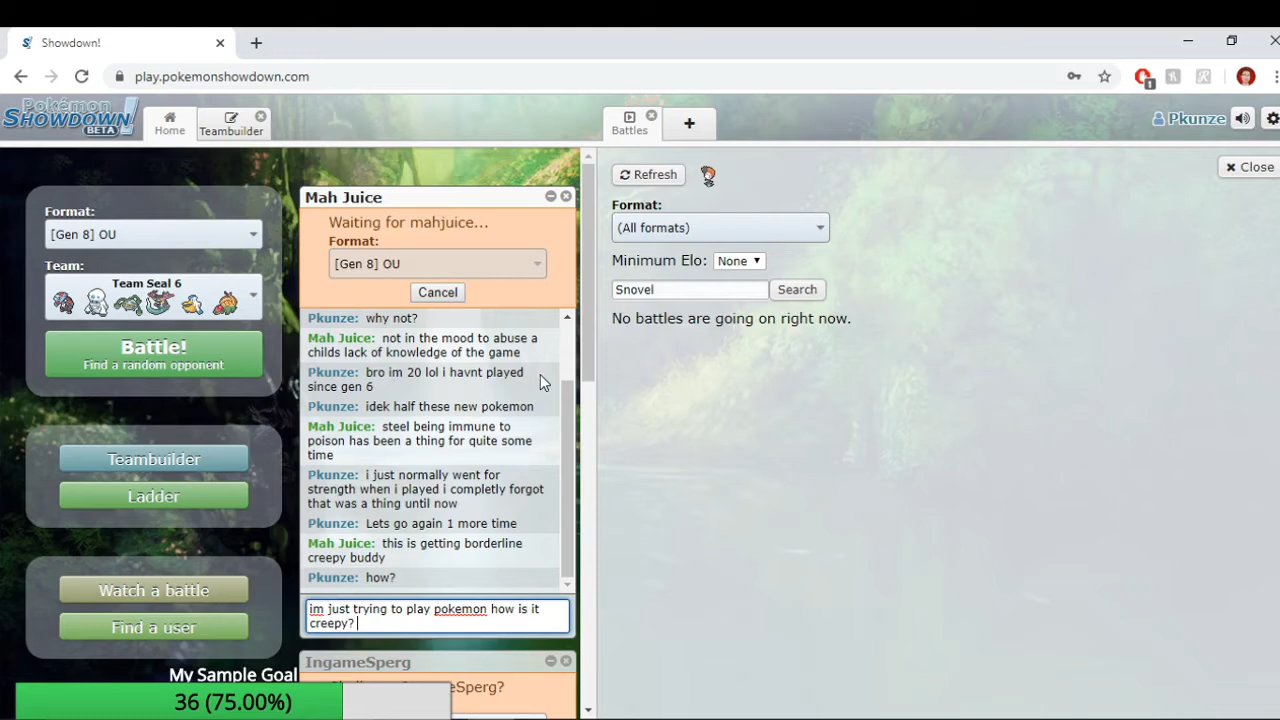 Showdown!
play.pokemonshowdown.com
1
Pokémon
SHOWDOWN!
BETA
Home
Teambuilder
Battles
Pkunze
Refresh
Close
Format:
[Gen 8] OU
Team:
Team Seal 6
Battle!
Find a random opponent
Teambuilder
Ladder
Watch a battle
Find a user
My Sample Goal
36 (75.00%)
Mah Juice
Waiting for mahjuice...
Format:
[Gen 8] OU
Cancel
Pkunze: why not?
Mah Juice: not in the mood to abuse a
childs lack of knowledge of the game
Pkunze: bro im 20 lol i havnt played
since gen 6
Pkunze: idek half these new pokemon
Mah Juice: steel being immune to
poison has been a thing for quite some
time
Pkunze: i just normally went for
strength when i played i completly forgot
that was a thing until now
Pkunze: Lets go again 1 more time
Mah Juice: this is getting borderline
creepy buddy
Pkunze: how?
im just trying to play pokemon how is it
creepy?
IngameSperg
Format:
(All formats)
Minimum Elo: None
Snovel
Search
No battles are going on right now.